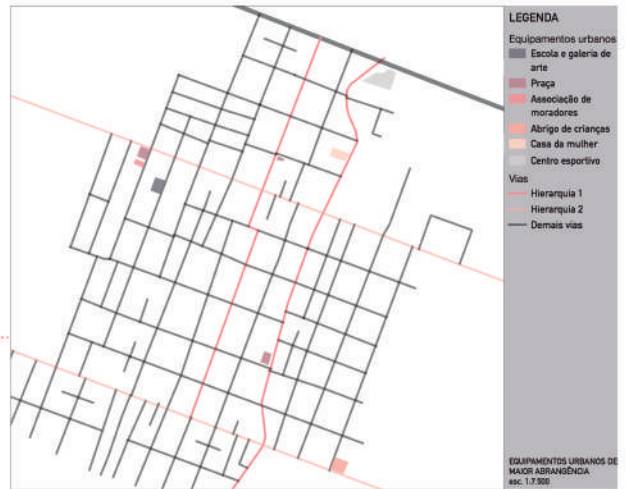 LEGENDA
Equipamentos urbanos
Escola e galeria de
arte
Praça
Associação de
moradores
Abrigo de crianças
Casa da mulher
Centro esportivo
Vias
Hierarquia 1
Hierarquia 2
Demais vias
EQUIPAMENTOS URBANOS DE
MAIOR ABRANGÊNCIA
esc. 1:7.500